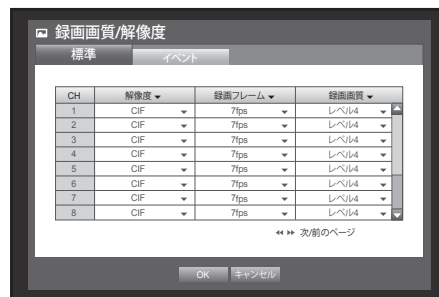 録画画質/解像度
標準 イベント
CH 解像度 録画フレーム 録画画質
1 CIF 7fps レベル4
2 CIF 7fps レベル4
3 CIF 7fps レベル4
4 CIF 7fps レベル4
5 CIF 7fps レベル4
6 CIF 7fps レベル4
7 CIF 7fps レベル4
8 CIF 7fps レベル4
次/前のページ
OK キャンセル